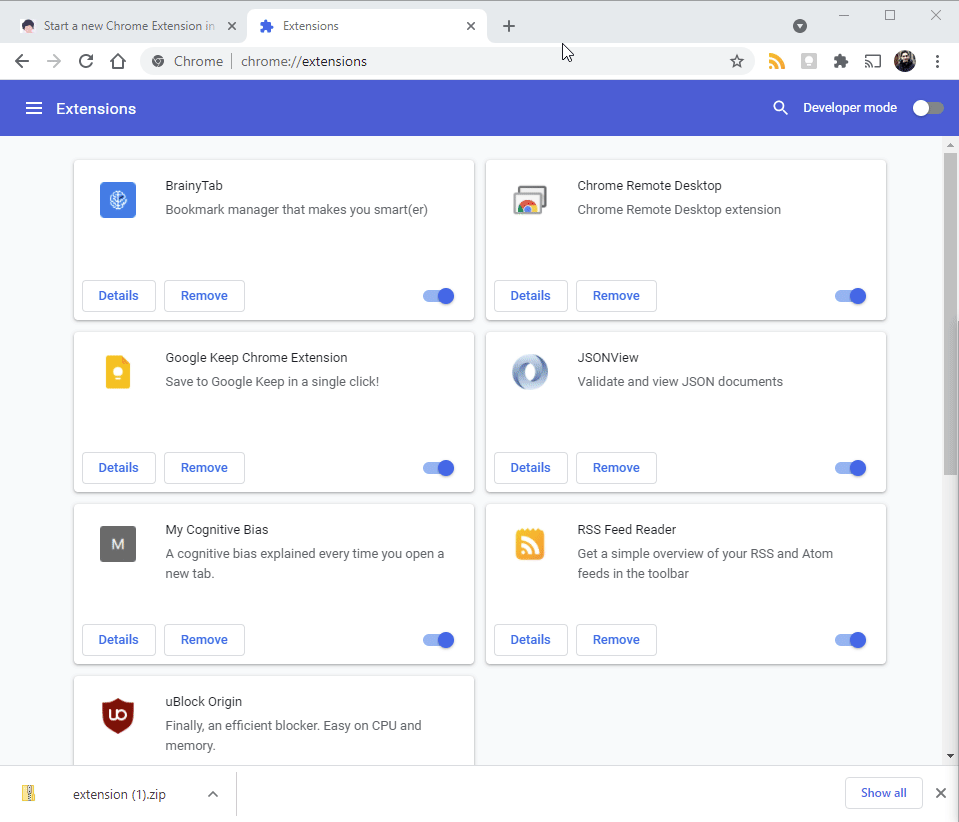 Start a new Chrome Extension in
Extensions
Chrome
chrome://extensions
Extensions
Developer mode
BrainyTab
Bookmark manager that makes you smart(er)
Details
Remove
Chrome Remote Desktop
Chrome Remote Desktop extension
Details
Remove
Google Keep Chrome Extension
Save to Google Keep in a single click!
Details
Remove
JSONView
Validate and view JSON documents
Details
Remove
M
My Cognitive Bias
A cognitive bias explained every time you open a
new tab.
Details
Remove
RSS Feed Reader
Get a simple overview of your RSS and Atom
feeds in the toolbar
Details
Remove
uBlock Origin
Finally, an efficient blocker. Easy on CPU and
memory.
extension (1).zip
Show all